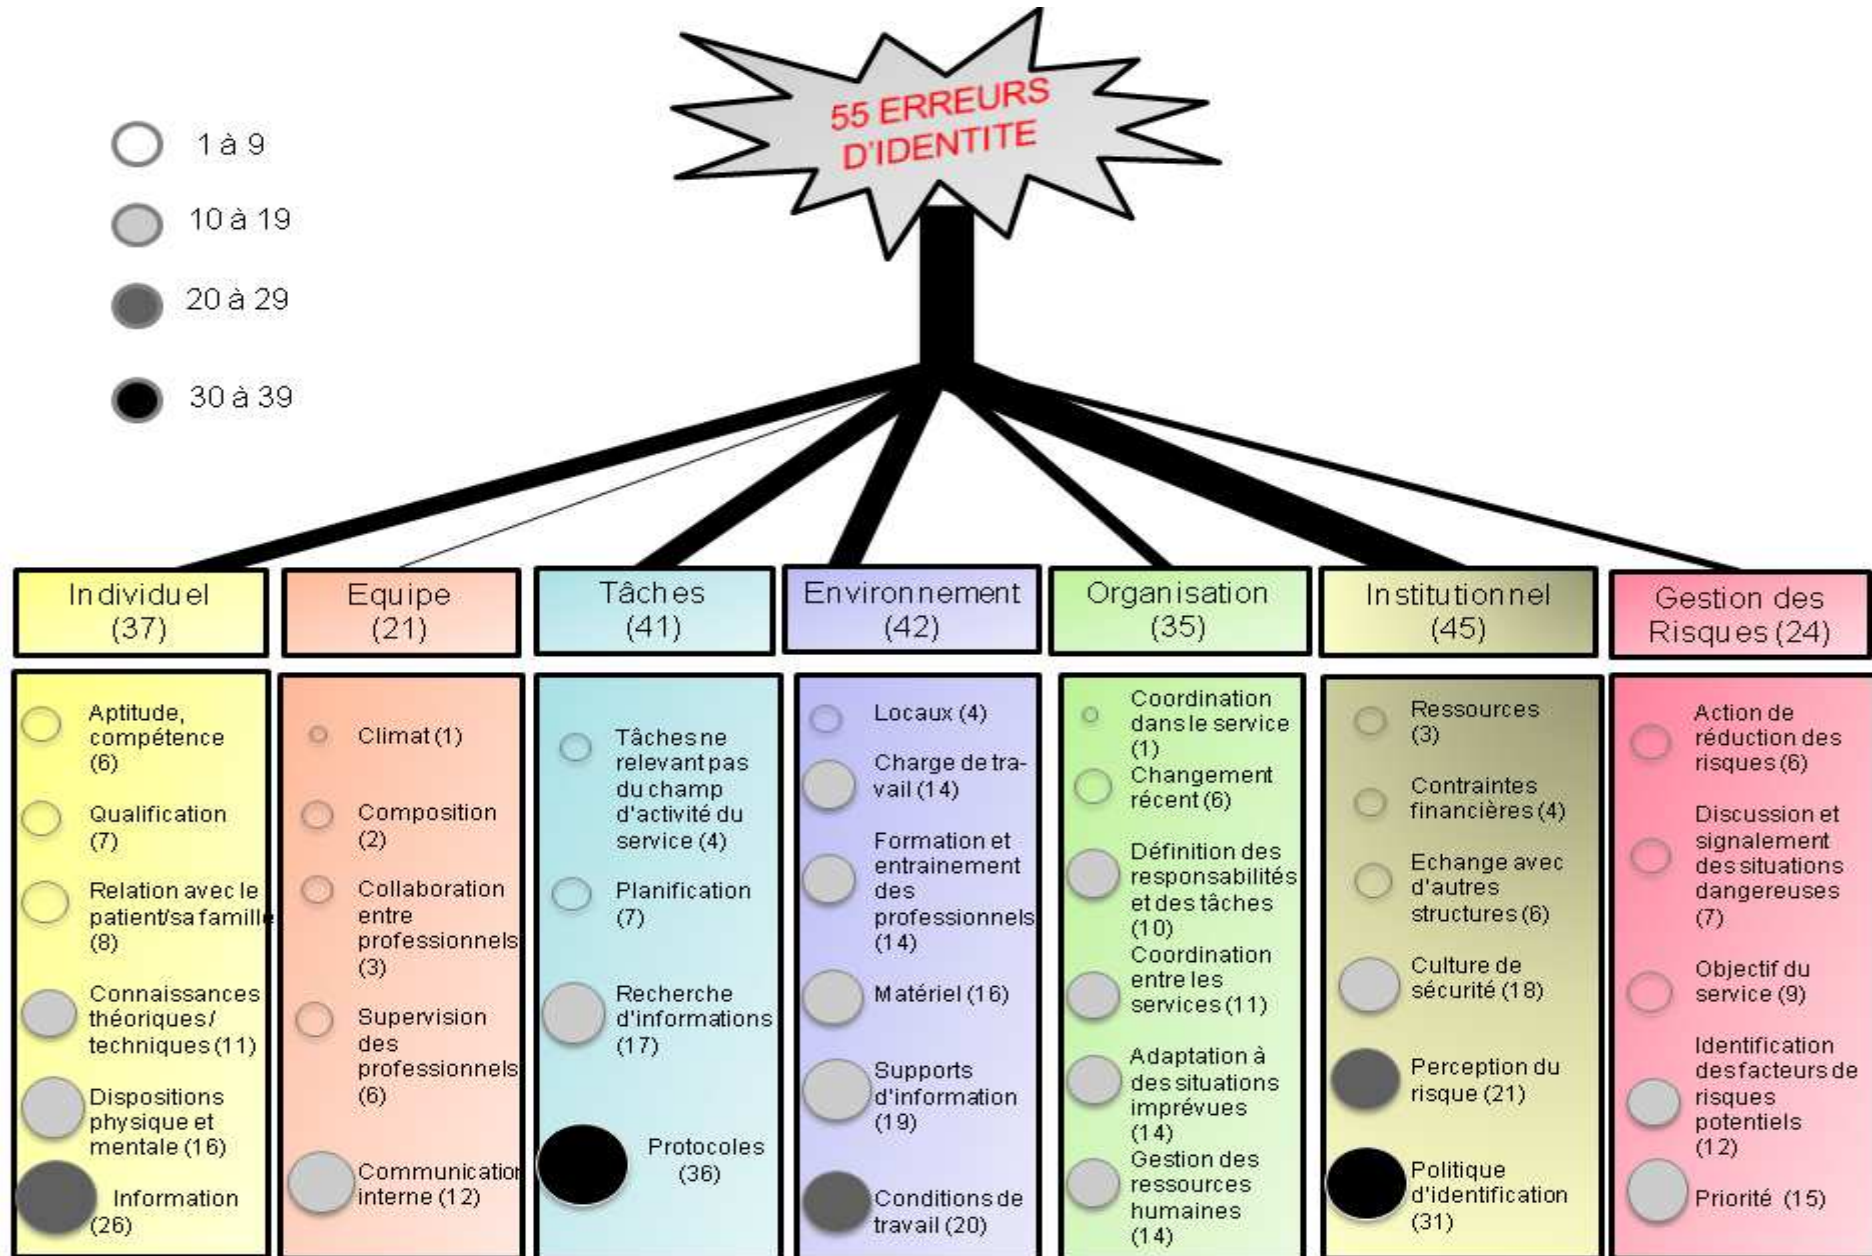 55 ERREURS
D'IDENTITE
1 à 9
10 à 19
20 à 29
30 à 39
Individuel
(37)
Equipe
(21)
Tâches
(41)
Environnement
(42)
Organisation
(35)
Institutionnel
(45)
Gestion des
Risques (24)
Aptitude,
compétence
(6)
Qualification
(7)
Relation avec le
patient/sa famille
(8)
Connaissances
théoriques /
techniques (11)
Dispositions
physique et
mentale (16)
Information
(26)
Climat (1)
Composition
(2)
Collaboration
entre
professionnels
(3)
Supervision
des
professionnels
(6)
Communication
interne (12)
Tâches ne
relevant pas
du champ
d'activité du
service (4)
Planification
(7)
Recherche
d'informations
(17)
Protocoles
(36)
Locaux (4)
Charge de tra-
vail (14)
Formation et
entrainement
des
professionnels
(14)
Matériel (16)
Supports
d'information
(19)
Conditions de
travail (20)
Coordination
dans le service
(1)
Changement
récent (6)
Définition des
responsabilités
et des tâches
(10)
Coordination
entre les
services (11)
Adaptation à
des situations
imprévues
(14)
Gestion des
ressources
humaines
(14)
Ressources
(3)
Contraintes
financières (4)
Echange avec
d'autres
structures (6)
Culture de
sécurité (18)
Perception du
risque (21)
Politique
d'identification
(31)
Action de
réduction des
risques (6)
Discussion et
signalement
des situations
dangereuses
(7)
Objectif du
service (9)
Identification
des facteurs de
risques
potentiels
(12)
Priorité (15)